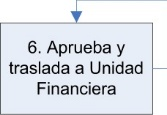 6. Aprueba y
traslada a Unidad
Financiera